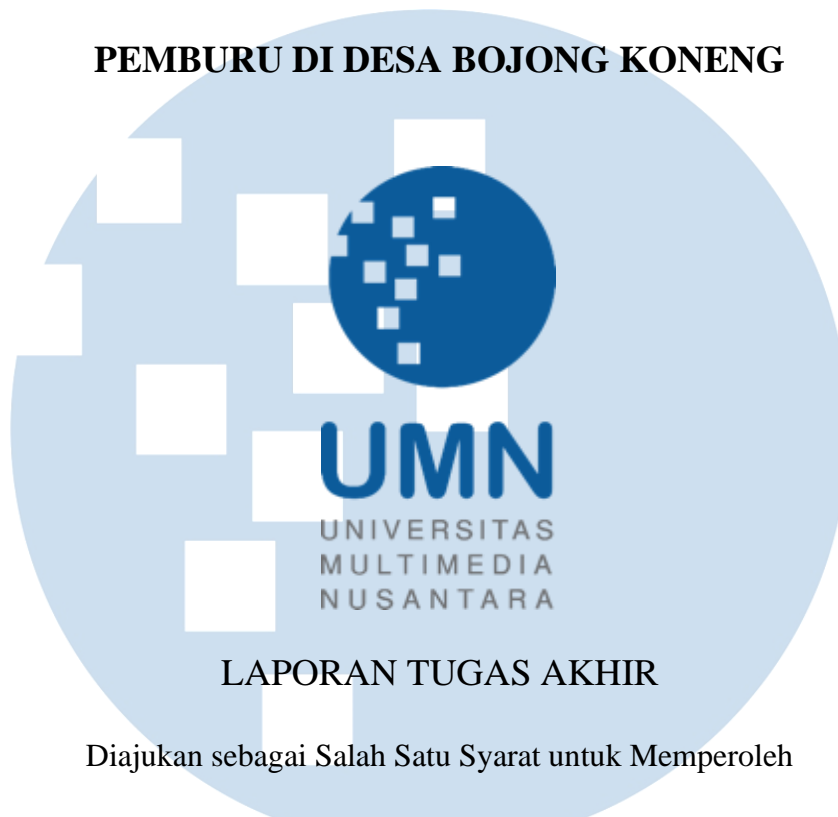 PEMBURU DI DESA BOJONG KONENG
UMN
UNIVERSITAS
MULTIMEDIA
NUSANTARA
LAPORAN TUGAS AKHIR
Diajukan sebagai Salah Satu Syarat untuk Memperoleh